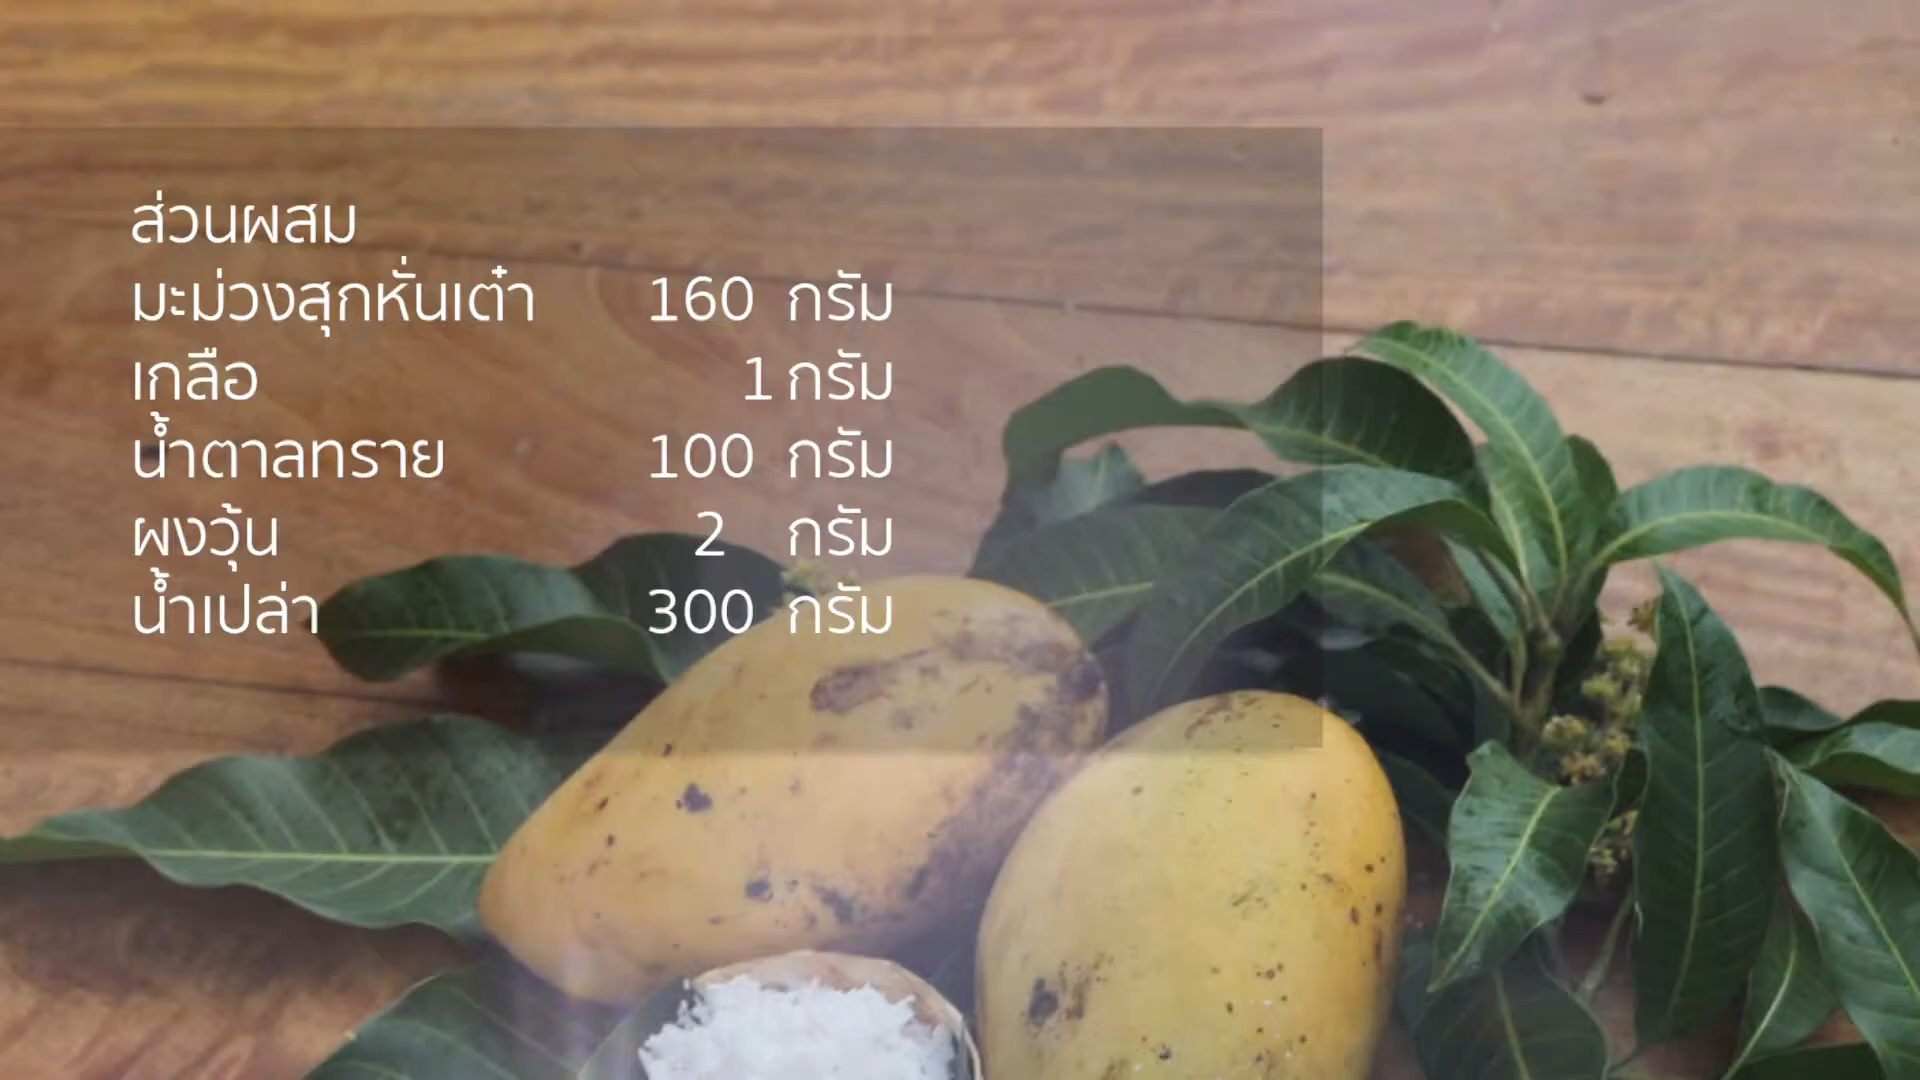 ส่วนผสม
มะม่วงสุกหั่นเต๋า 160 กรัม
เกลือ 1 กรัม
น้ำตาลทราย 100 กรัม
ผงวุ้น 2 กรัม
น้ำเปล่า 300 กรัม